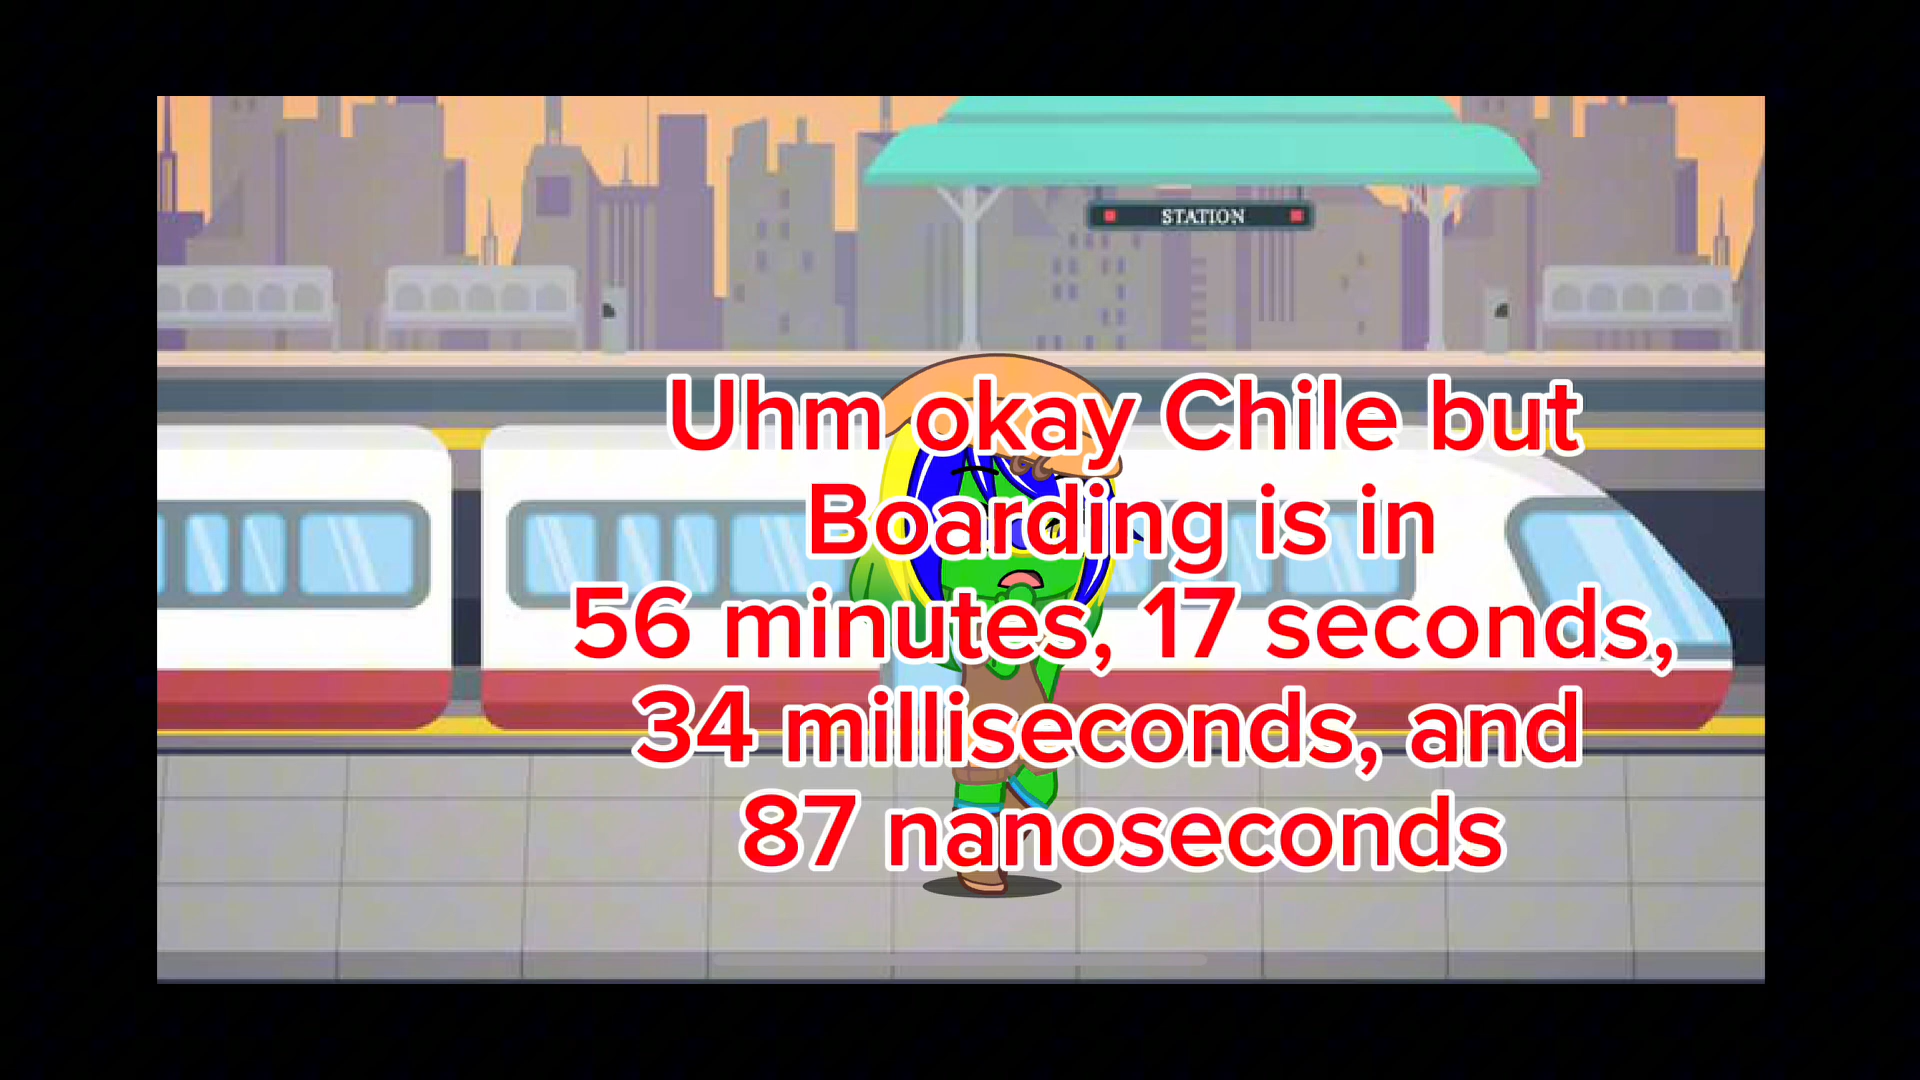 STATION
Uhm okay Chile but
Boarding is in
56 minutes, 17 seconds,
34 milliseconds, and
87 nanoseconds